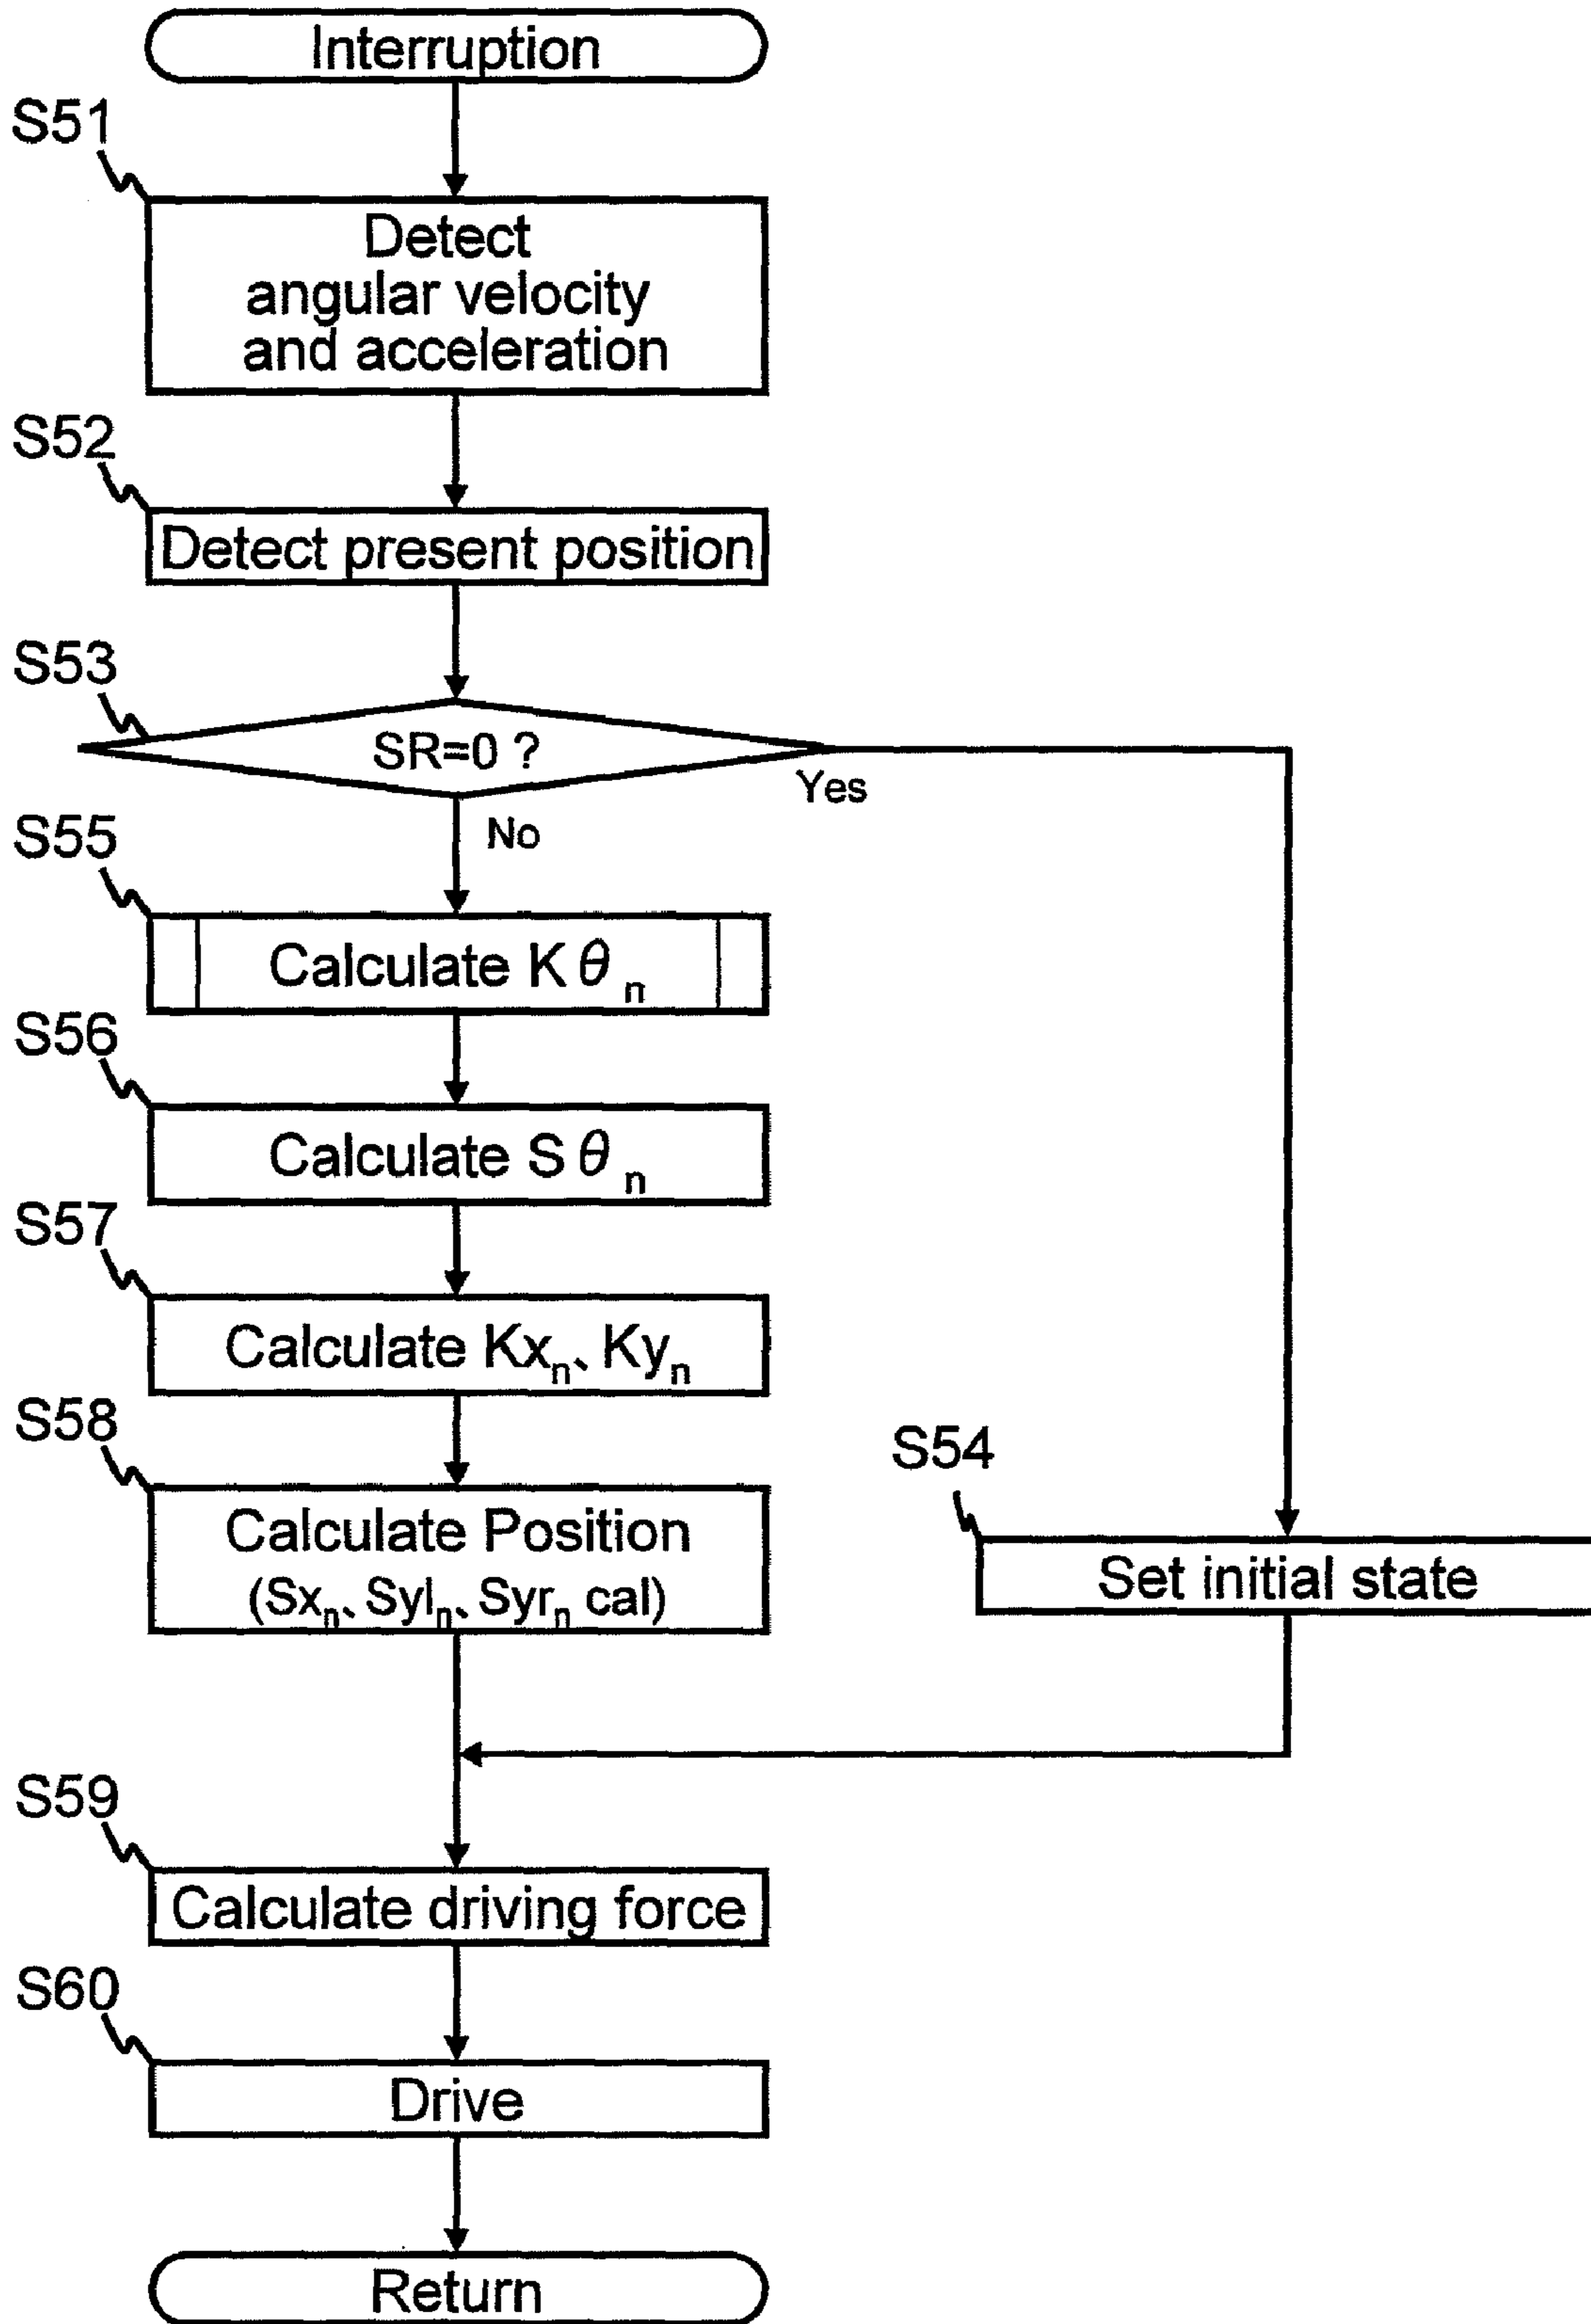 Interruption
S51
Detect
angular velocity
and acceleration
S52
Detect present position
S53
SR=0 ?
Yes
No
S55
Calculate K θ n
S56
Calculate S θ n
S57
Calculate Kxn、Kyn
S58
Calculate Position
(Sxn、Syln、Syrn cal)
S54
Set initial state
S59
Calculate driving force
S60
Drive
Return